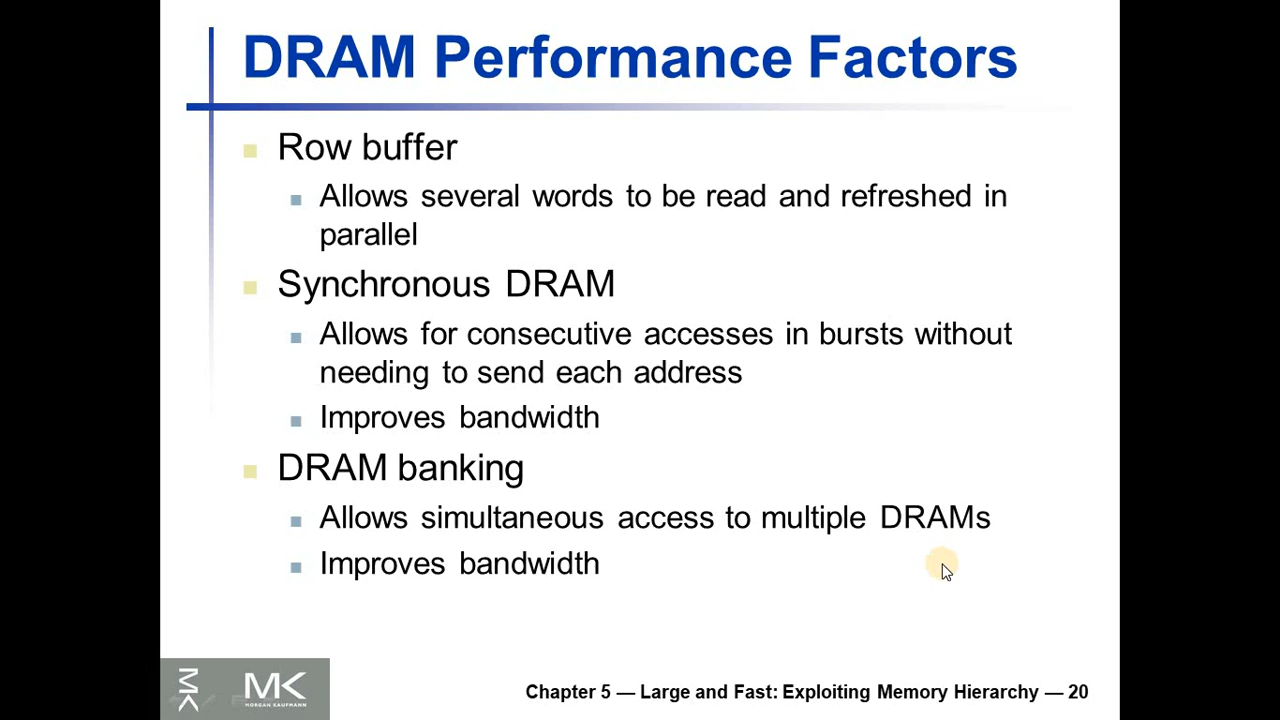 DRAM Performance Factors
Row buffer
Allows several words to be read and refreshed in
parallel
Synchronous DRAM
Allows for consecutive accesses in bursts without
needing to send each address
Improves bandwidth
DRAM banking
Allows simultaneous access to multiple DRAMs
Improves bandwidth
MK
MK
MORGAN KAUFMANN
Chapter 5 — Large and Fast: Exploiting Memory Hierarchy — 20